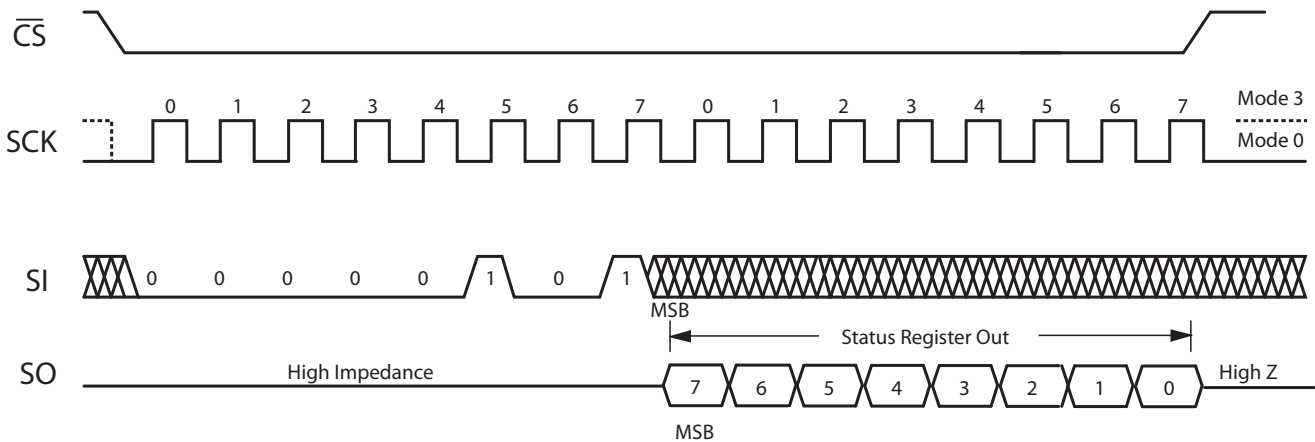 CS
0 1 2 3 4 5 6 7 0 1 2 3 4 5 6 7
Mode 3
SCK
Mode 0
SI
0 0 0 0 0 1 0 1
MSB
Status Register Out
SO
High Impedance
7 6 5 4 3 2 1 0
High Z
MSB